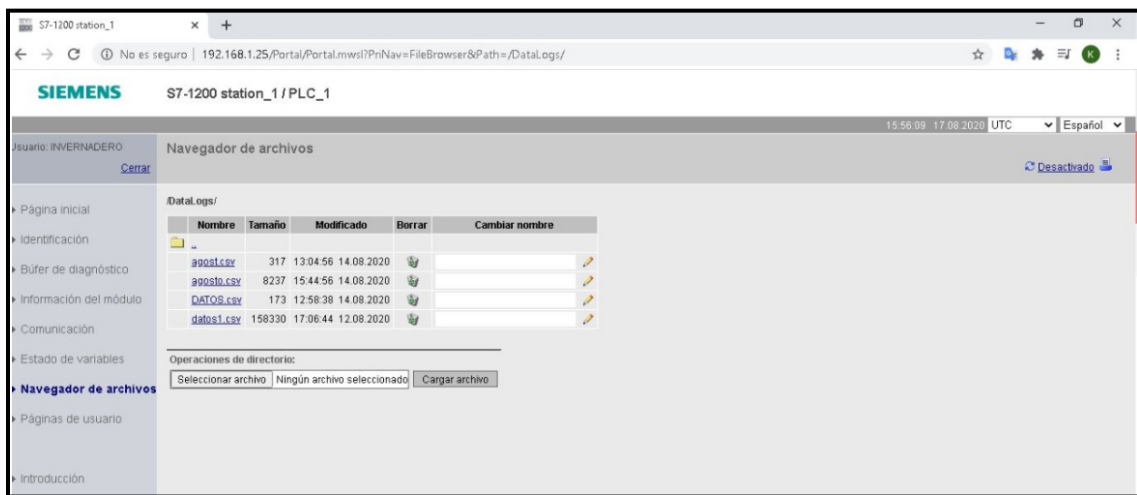 S7-1200 station_1
No es seguro | 192.168.1.25/Portal/Portal.mwsl?PriNav=FileBrowser&Path=/DataLogs/
K
SIEMENS
S7-1200 station_1 / PLC_1
15:56:09 17.08.2020 UTC Español
Usuario: INVERNADERO
Cerrar
Navegador de archivos
Desactivado
Página inicial
Identificación
Búfer de diagnóstico
Información del módulo
Comunicación
Estado de variables
Navegador de archivos
Páginas de usuario
Introducción
/DataLogs/
Nombre Tamaño Modificado Borrar Cambiar nombre
..
agost.csv 317 13:04:56 14.08.2020
agosto.csv 8237 15:44:56 14.08.2020
DATOS.csv 173 12:58:38 14.08.2020
datos1.csv 158330 17:06:44 12.08.2020
Operaciones de directorio:
Seleccionar archivo Ningún archivo seleccionado Cargar archivo